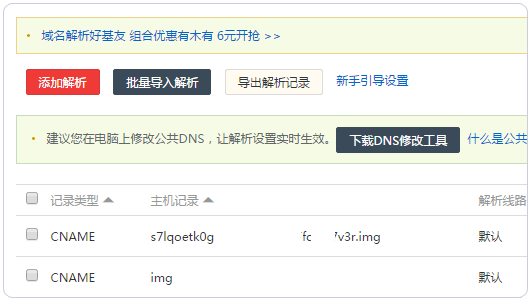 域名解析好基友 组合优惠有木有 6元开抢 >>
添加解析 批量导入解析 导出解析记录 新手引导设置
建议您在电脑上修改公共DNS，让解析设置实时生效。 下载DNS修改工具 什么是公共
记录类型 主机记录 解析线路
CNAME 默认
CNAME img 默认